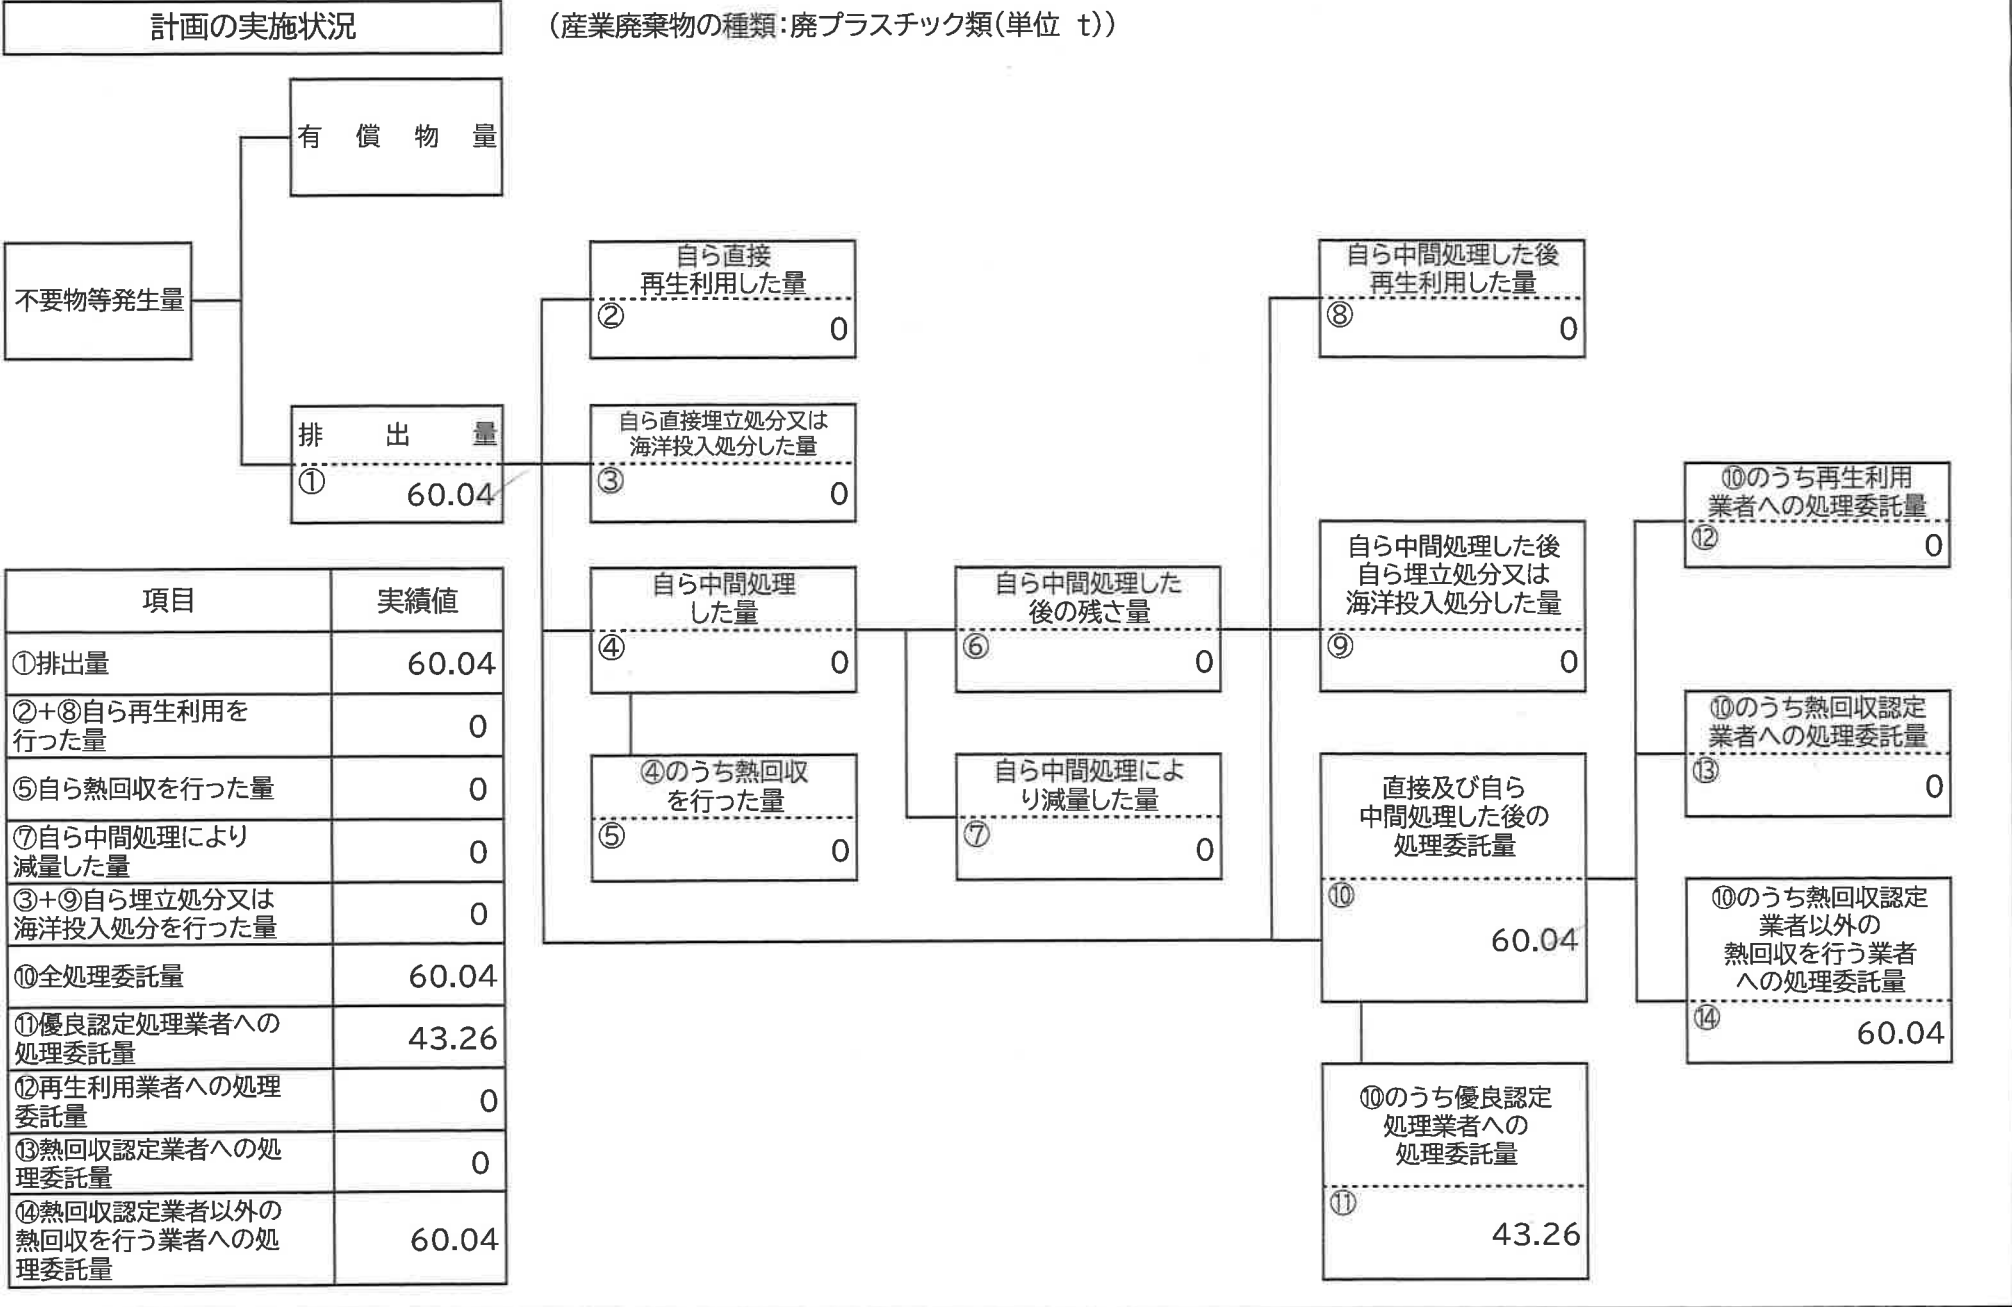 計画の実施状況
（産業廃棄物の種類：廃プラスチック類（単位 t））
有償物量
不要物等発生量
排出量
①
60.04
自ら直接
再生利用した量
②
0
自ら直接埋立処分又は
海洋投入処分した量
③
0
自ら中間処理
した量
④
0
④のうち熱回収
を行った量
⑤
0
自ら中間処理した
後の残さ量
⑥
0
自ら中間処理によ
り減量した量
⑦
0
自ら中間処理した後
再生利用した量
⑧
0
自ら中間処理した後
自ら埋立処分又は
海洋投入処分した量
⑨
0
直接及び自ら
中間処理した後の
処理委託量
⑩
60.04
⑩のうち優良認定
処理業者への
処理委託量
⑪
43.26
⑩のうち再生利用
業者への処理委託量
⑫
0
⑩のうち熱回収認定
業者への処理委託量
⑬
0
⑩のうち熱回収認定
業者以外の
熱回収を行う業者
への処理委託量
⑭
60.04
項目 実績値
①排出量 60.04
②+⑧自ら再生利用を
行った量 0
⑤自ら熱回収を行った量 0
⑦自ら中間処理により
減量した量 0
③+⑨自ら埋立処分又は
海洋投入処分を行った量 0
⑩全処理委託量 60.04
⑪優良認定処理業者への
処理委託量 43.26
⑫再生利用業者への処理
委託量 0
⑬熱回収認定業者への処
理委託量 0
⑭熱回収認定業者以外の
熱回収を行う業者への処
理委託量 60.04